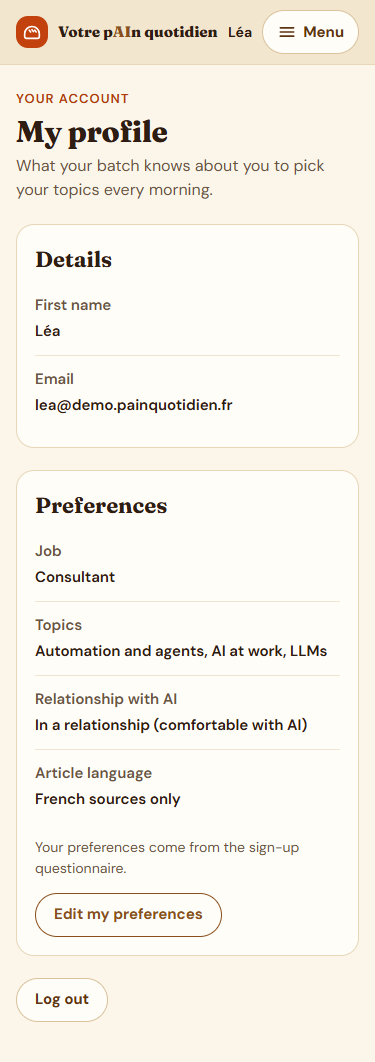 Votre pAIn quotidien
Léa
Menu
YOUR ACCOUNT
My profile
What your batch knows about you to pick
your topics every morning.
Details
First name
Léa
Email
lea@demo.painquotidien.fr
Preferences
Job
Consultant
Topics
Automation and agents, AI at work, LLMs
Relationship with AI
In a relationship (comfortable with AI)
Article language
French sources only
Your preferences come from the sign-up
questionnaire.
Edit my preferences
Log out